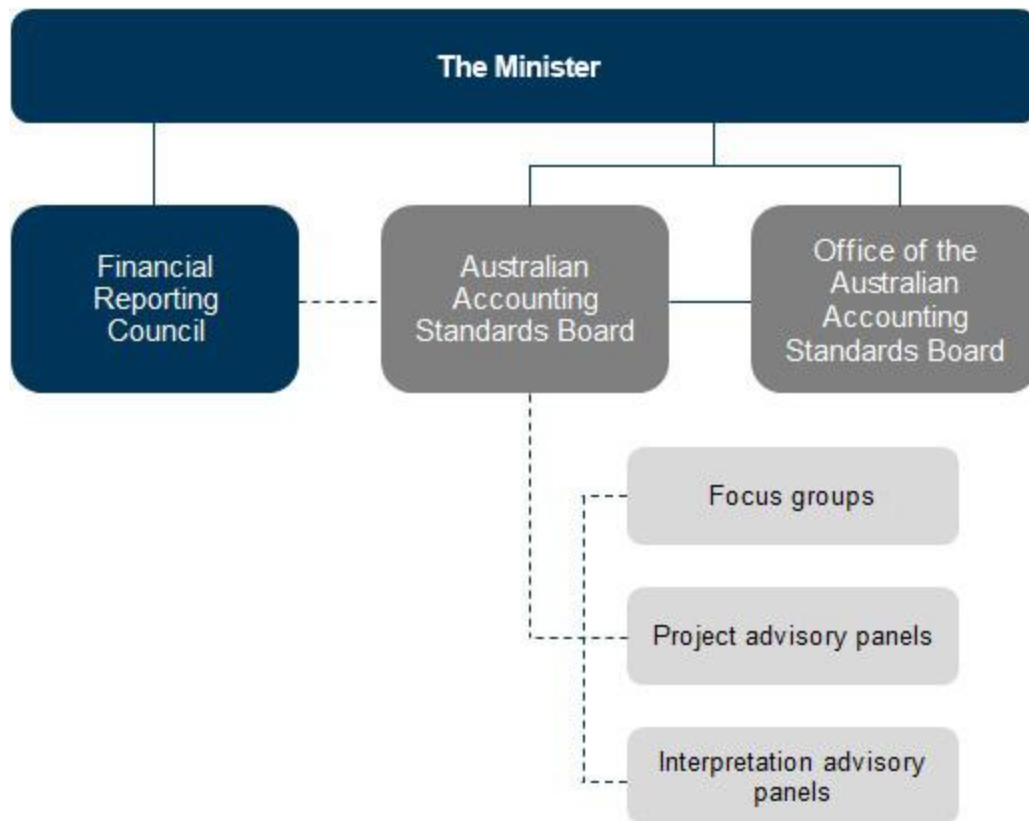 The Minister
Financial
Reporting
Council
Australian
Accounting
Standards Board
Office of the
Australian
Accounting
Standards Board
Focus groups
Project advisory panels
Interpretation advisory
panels